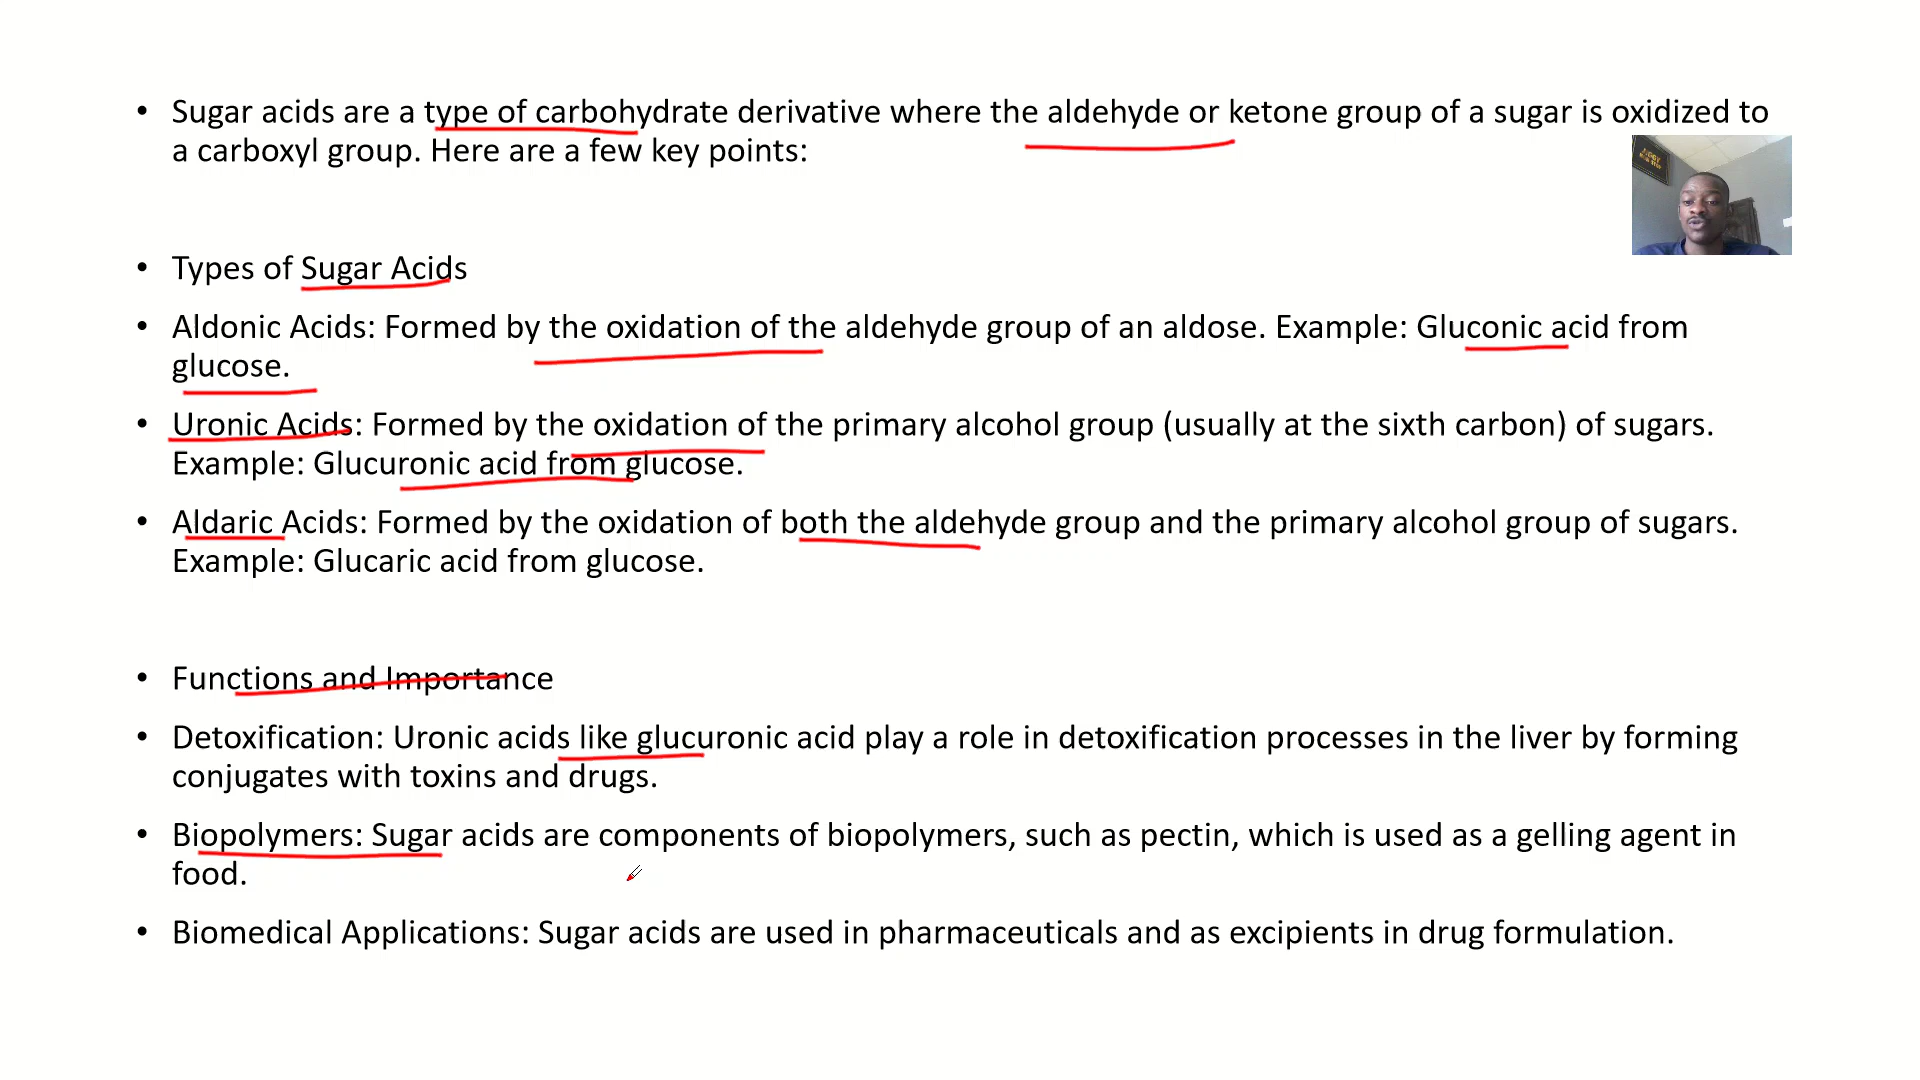 • Sugar acids are a type of carbohydrate derivative where the aldehyde or ketone group of a sugar is oxidized to
a carboxyl group. Here are a few key points:
• Types of Sugar Acids
• Aldonic Acids: Formed by the oxidation of the aldehyde group of an aldose. Example: Gluconic acid from
glucose.
• Uronic Acids: Formed by the oxidation of the primary alcohol group (usually at the sixth carbon) of sugars.
Example: Glucuronic acid from glucose.
• Aldaric Acids: Formed by the oxidation of both the aldehyde group and the primary alcohol group of sugars.
Example: Glucaric acid from glucose.
• Functions and Importance
• Detoxification: Uronic acids like glucuronic acid play a role in detoxification processes in the liver by forming
conjugates with toxins and drugs.
• Biopolymers: Sugar acids are components of biopolymers, such as pectin, which is used as a gelling agent in
food.
• Biomedical Applications: Sugar acids are used in pharmaceuticals and as excipients in drug formulation.